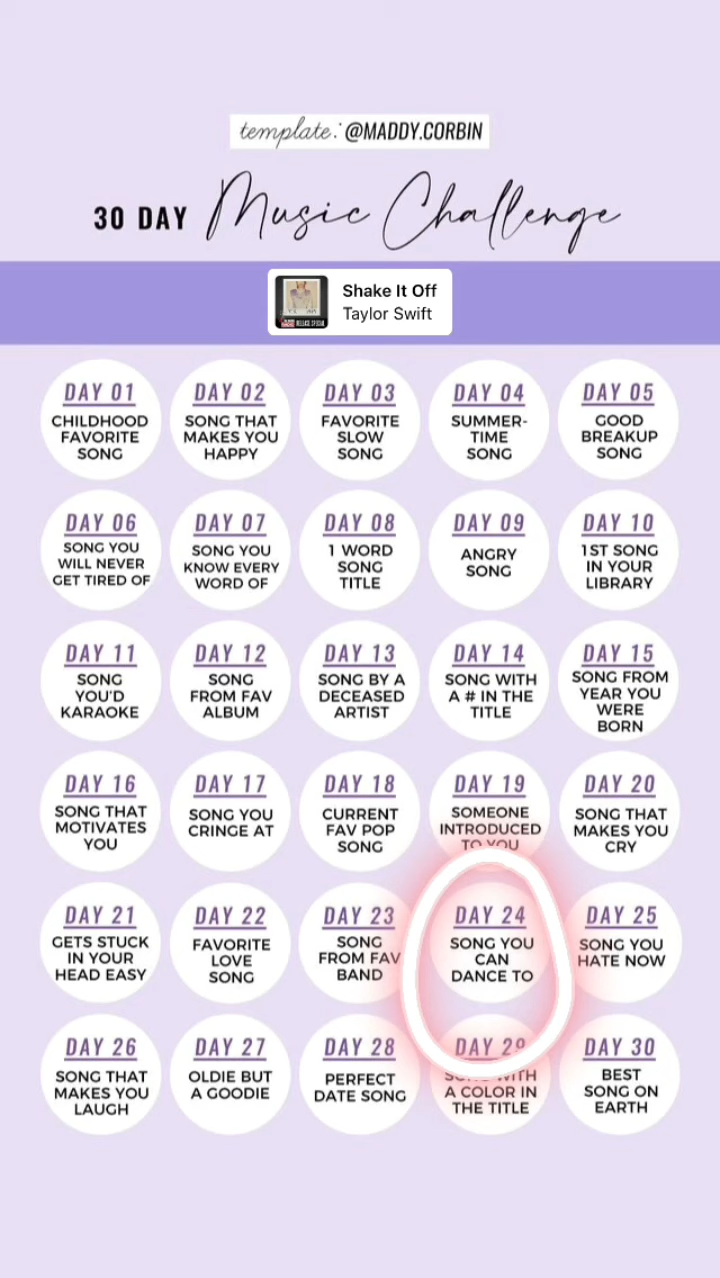 template: @MADDY.CORBIN
30 DAY Music Challenge
Shake It Off
Taylor Swift
RELEASE SPECIAL
DAY 01
CHILDHOOD
FAVORITE
SONG
DAY 02
SONG THAT
MAKES YOU
HAPPY
DAY 03
FAVORITE
SLOW
SONG
DAY 04
SUMMER-
TIME
SONG
DAY 05
GOOD
BREAKUP
SONG
DAY 06
SONG YOU
WILL NEVER
GET TIRED OF
DAY 07
SONG YOU
KNOW EVERY
WORD OF
DAY 08
1 WORD
SONG
TITLE
DAY 09
ANGRY
SONG
DAY 10
1ST SONG
IN YOUR
LIBRARY
DAY 11
SONG
YOU'D
KARAOKE
DAY 12
SONG
FROM FAV
ALBUM
DAY 13
SONG BY A
DECEASED
ARTIST
DAY 14
SONG WITH
A # IN THE
TITLE
DAY 15
SONG FROM
YEAR YOU
WERE
BORN
DAY 16
SONG THAT
MOTIVATES
YOU
DAY 17
SONG YOU
CRINGE AT
DAY 18
CURRENT
FAV POP
SONG
DAY 19
SOMEONE
INTRODUCED
TO YOU
DAY 20
SONG THAT
MAKES YOU
CRY
DAY 21
GETS STUCK
IN YOUR
HEAD EASY
DAY 22
FAVORITE
LOVE
SONG
DAY 23
SONG
FROM FAV
BAND
DAY 24
SONG YOU
CAN
DANCE TO
DAY 25
SONG YOU
HATE NOW
DAY 26
SONG THAT
MAKES YOU
LAUGH
DAY 27
OLDIE BUT
A GOODIE
DAY 28
PERFECT
DATE SONG
DAY 29
SONG WITH
A COLOR IN
THE TITLE
DAY 30
BEST
SONG ON
EARTH